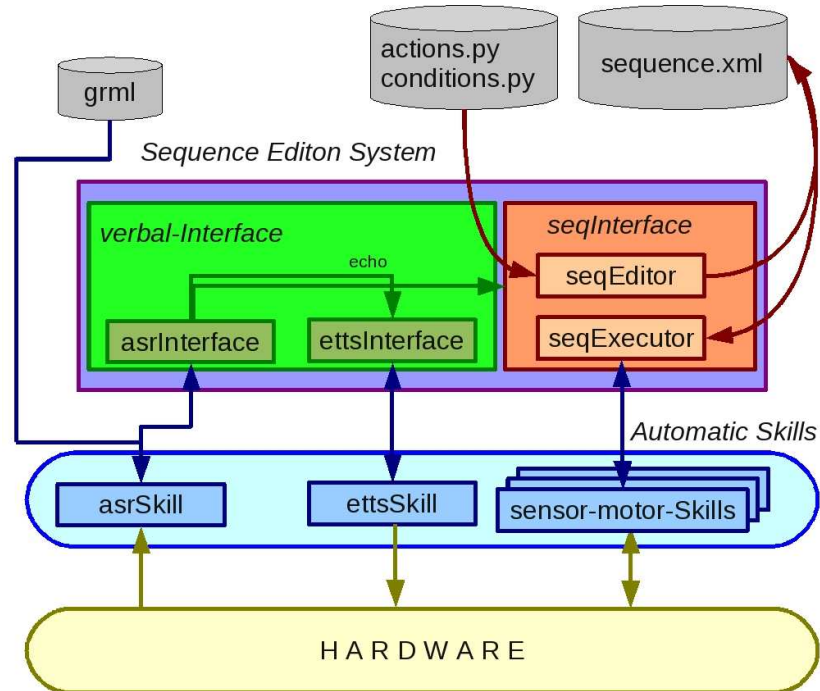 actions.py
conditions.py
sequence.xml
grml
Sequence Editon System
verbal-Interface
seqInterface
echo
seqEditor
asrInterface
ettsInterface
seqExecutor
Automatic Skills
asrSkill
ettsSkill
sensor-motor-Skills
HARDWARE